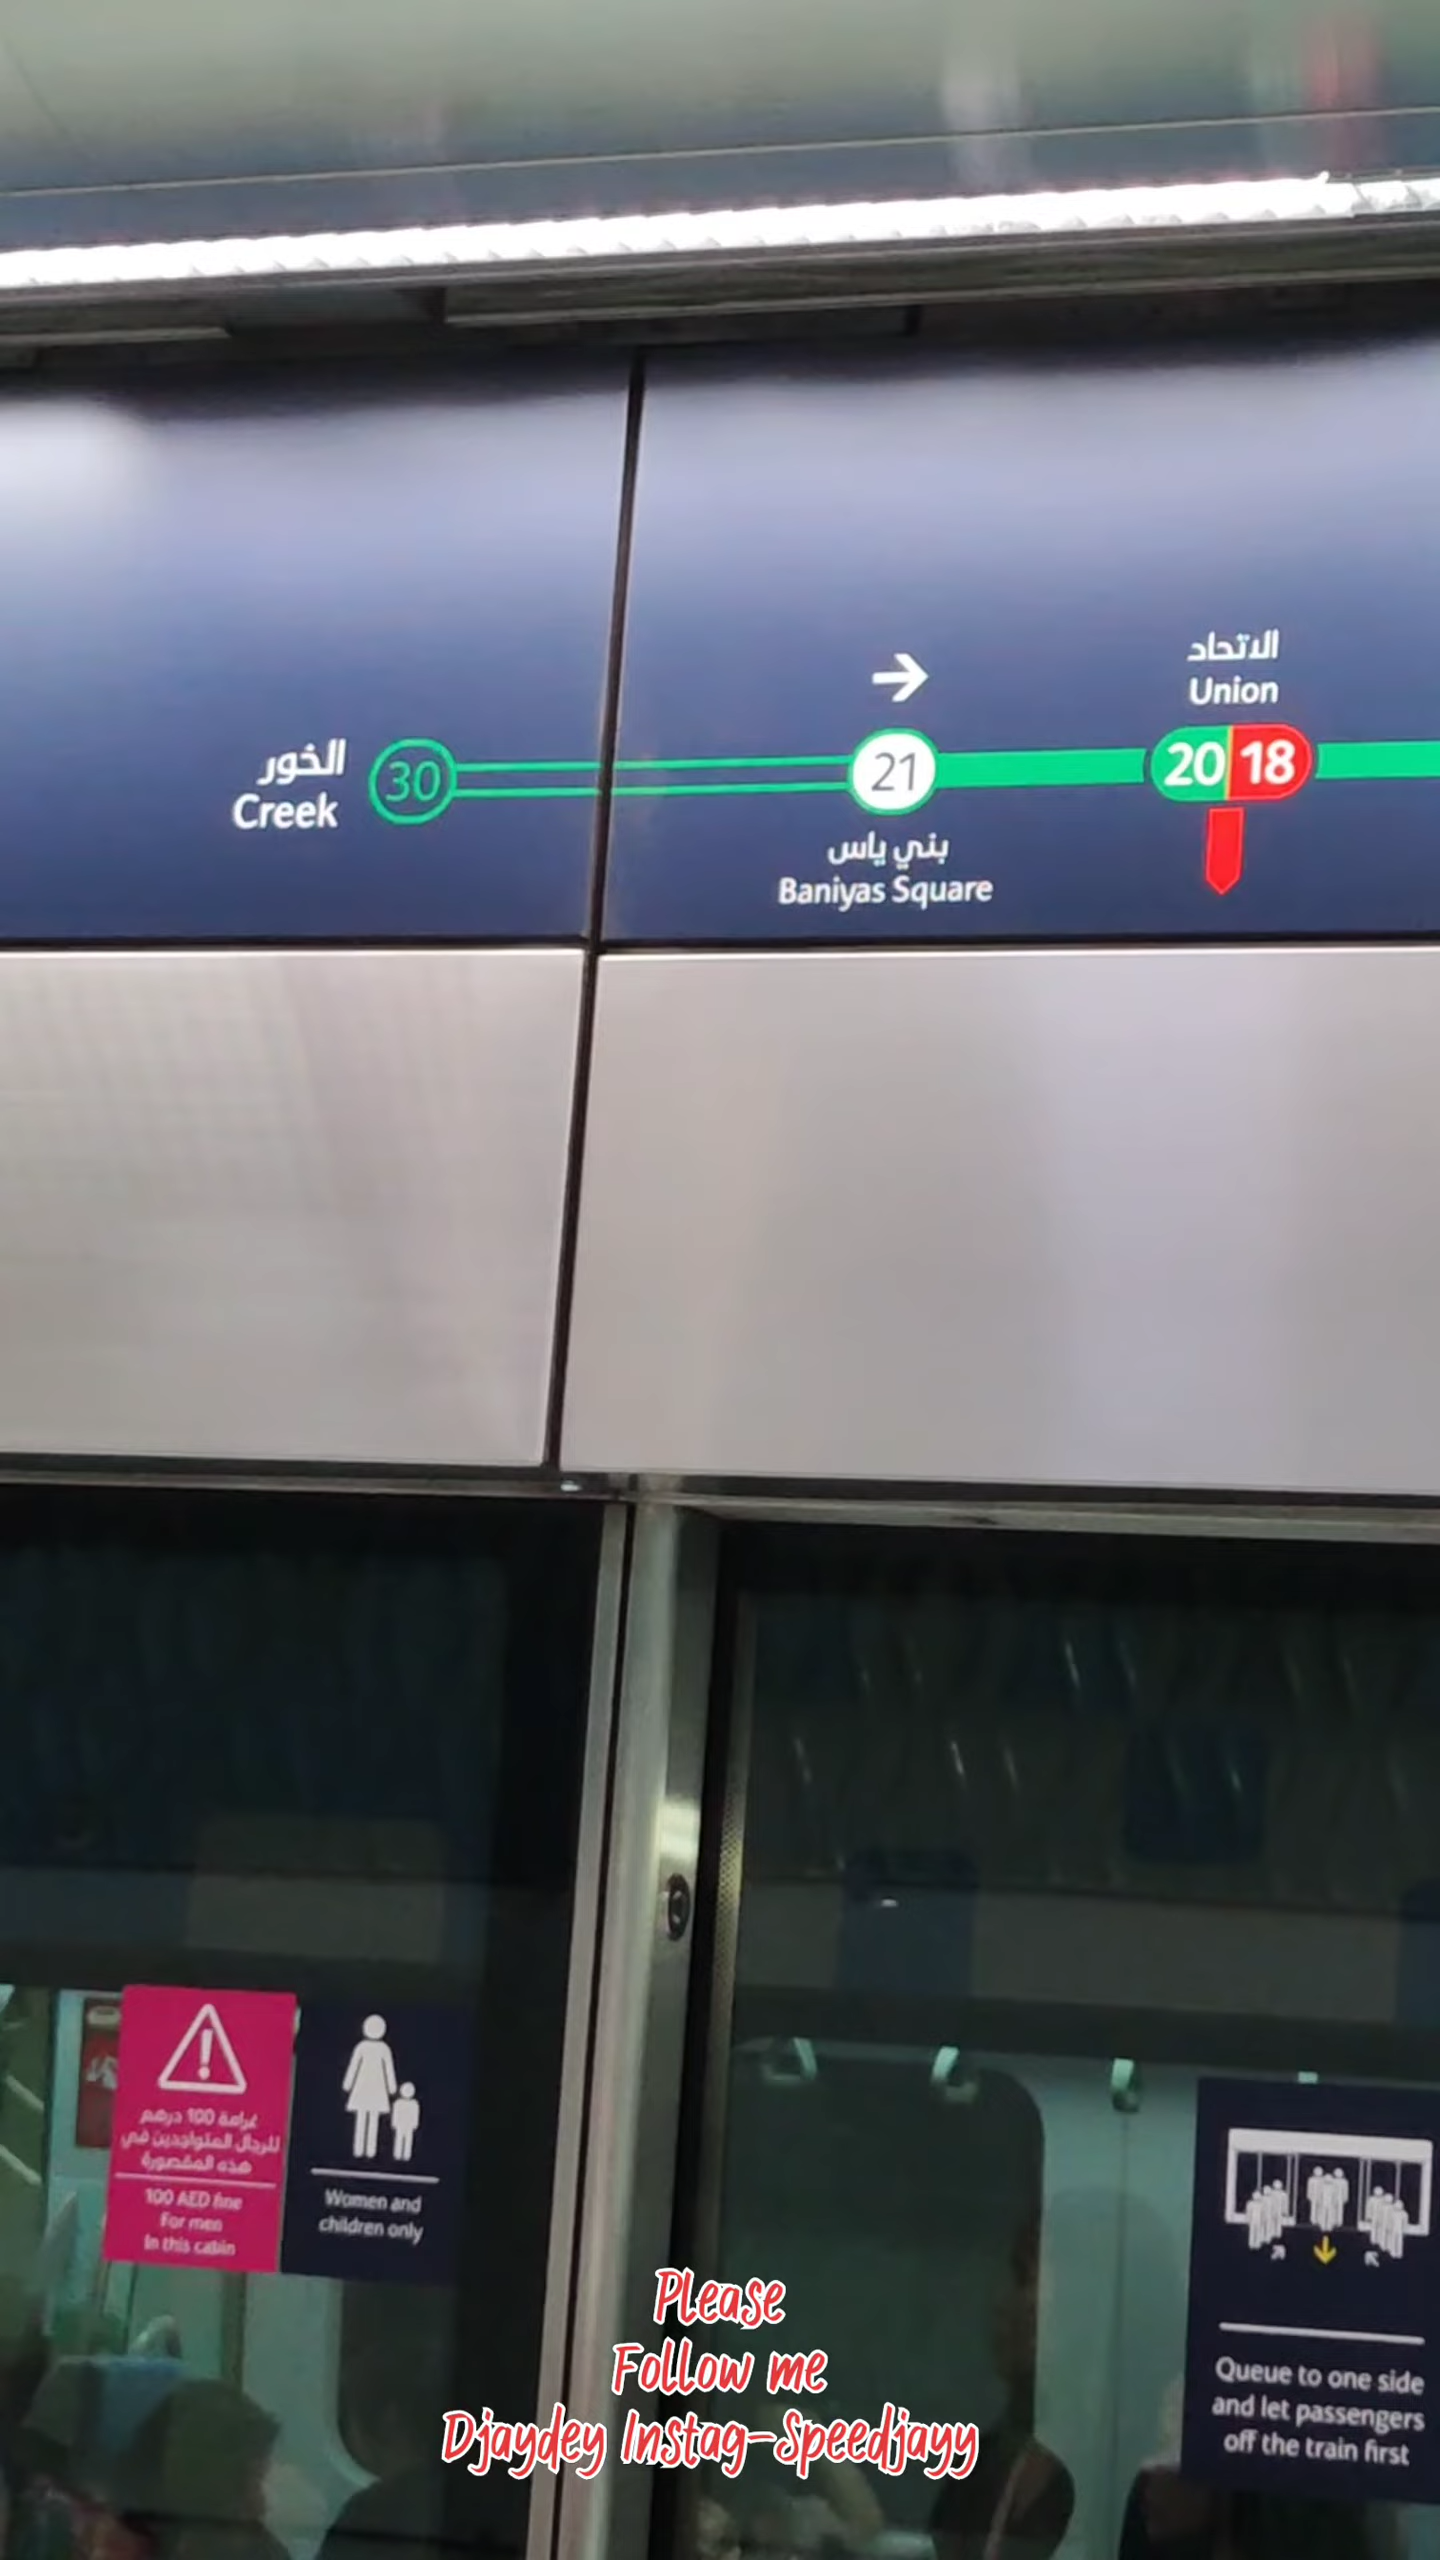 الاتحاد
Union
→
الخور
Creek
30
21
20 18
بني ياس
Baniyas Square
غرامة 100 درهم
للرجال المتواجدين في
هذه المقصورة
100 AED fine
For men
In this cabin
Women and
children only
Queue to one side
and let passengers
off the train first
Please
Follow me
Djaydey Instag-Speedjayy